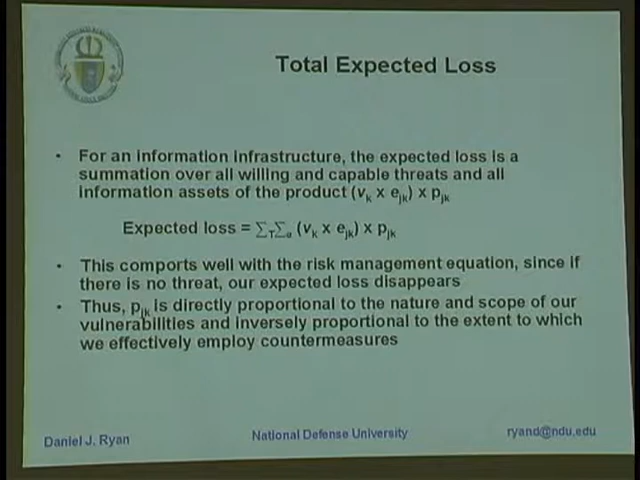 Total Expected Loss
• For an information infrastructure, the expected loss is a
summation over all willing and capable threats and all
information assets of the product (vk x ejk) x pjk
Expected loss = ∑T∑a (vk x ejk) x pjk
• This comports well with the risk management equation, since if
there is no threat, our expected loss disappears
• Thus, pjk is directly proportional to the nature and scope of our
vulnerabilities and inversely proportional to the extent to which
we effectively employ countermeasures
Daniel J. Ryan
National Defense University
ryand@ndu.edu